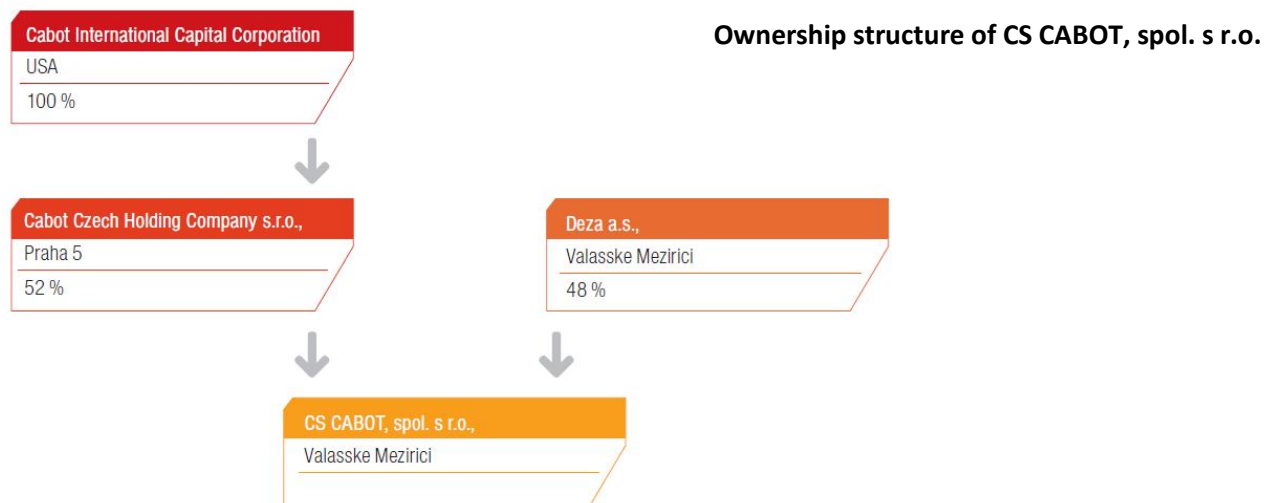 Ownership structure of CS CABOT, spol. s r.o.
Cabot International Capital Corporation
USA
100 %
Cabot Czech Holding Company s.r.o.,
Praha 5
52 %
Deza a.s.,
Valasske Mezirici
48 %
CS CABOT, spol. s r.o.,
Valasske Mezirici